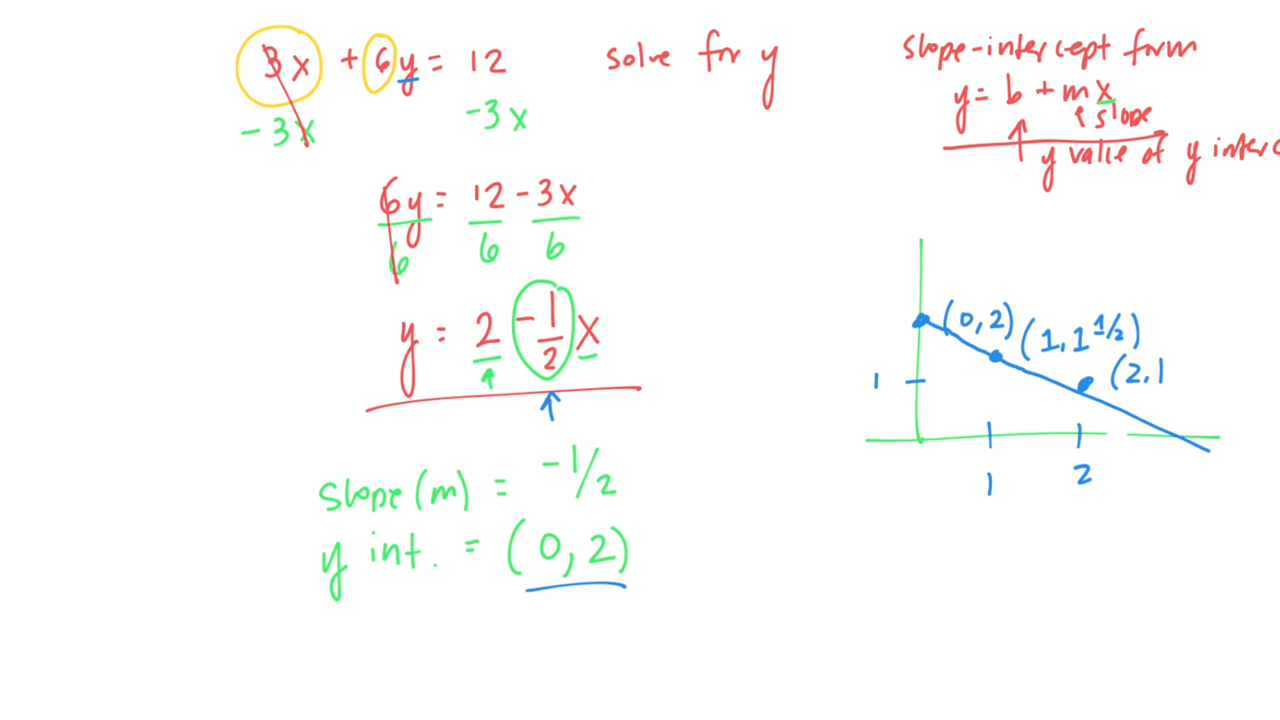 3x + 6y = 12
-3x -3x
6y = 12 - 3x
6 6 6
y = 2 - 1/2 x
slope (m) = -1/2
y int. = (0, 2)
solve for y
slope-intercept form
y = b + mx
slope
y value of y interc
(0, 2)
(1, 1 1/2)
(2, 1
1
1
2